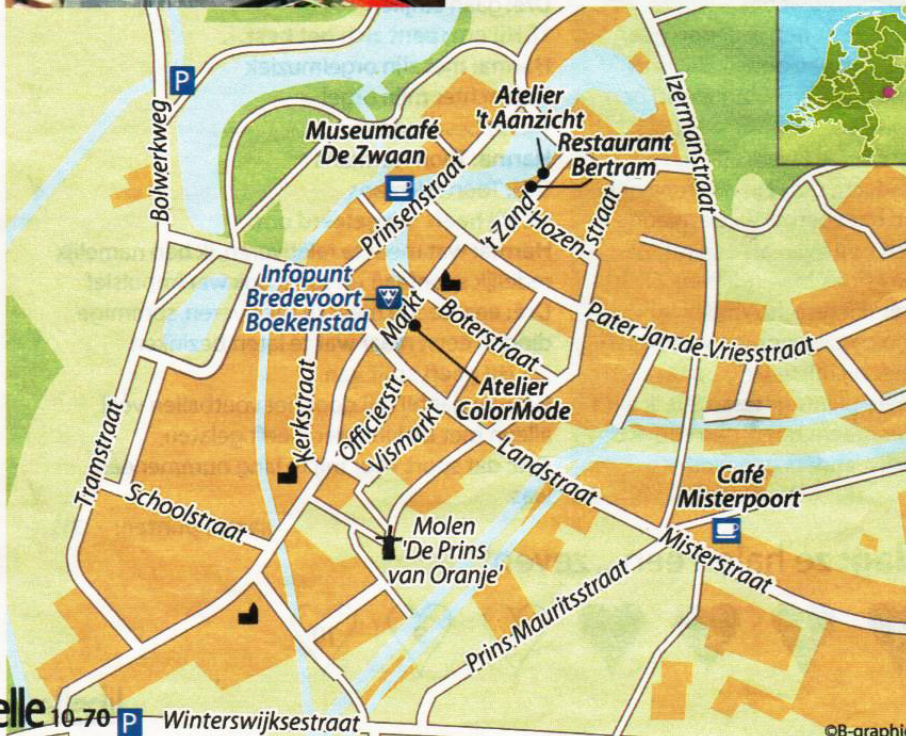 P
Bolwerkweg
Izermanstraat
Atelier
't Aanzicht
Museumcafé
De Zwaan
Restaurant
Bertram
Prinsenstraat
't Zand
Hozen-
straat
Infopunt
Bredevoort
Boekenstad
Markt
Boterstraat
Pater Jan de Vriesstraat
Atelier
ColorMode
Kerkstraat
Officierstr.
Vismarkt
Landstraat
Tramstraat
Schoolstraat
Café
Misterpoort
Molen
'De Prins
van Oranje'
Misterstraat
Prins Mauritsstraat
elle 10-70 P Winterswijksestraat
©B-graphic